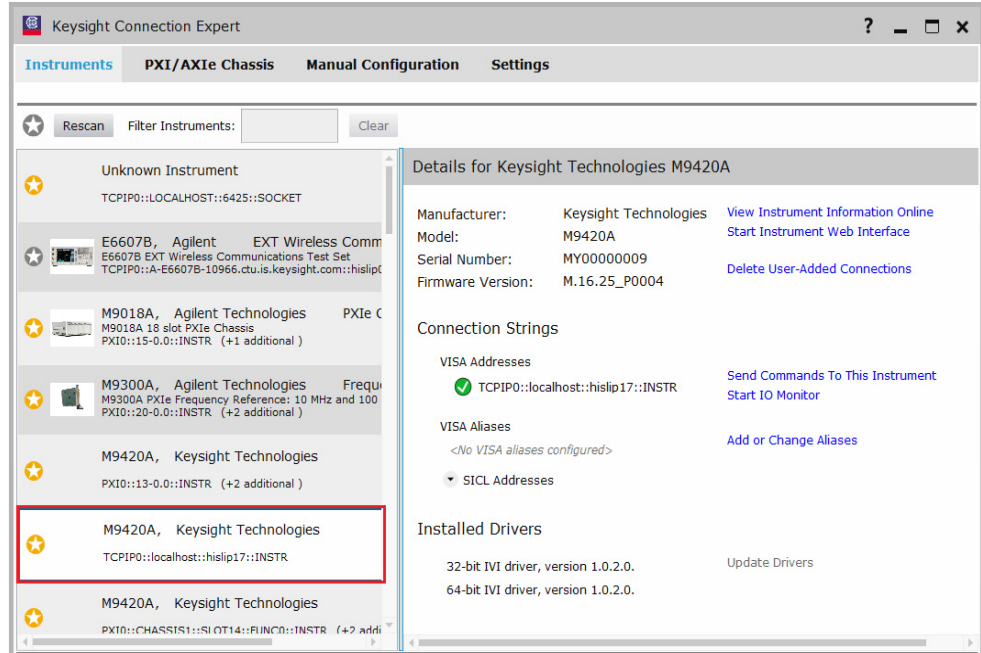 Keysight Connection Expert
?
Instruments PXI/AXIe Chassis Manual Configuration Settings
Rescan Filter Instruments: Clear
Unknown Instrument
TCPIP0::LOCALHOST::6425::SOCKET
E6607B, Agilent EXT Wireless Comm
E6607B EXT Wireless Communications Test Set
TCPIP0::A-E6607B-10966.ctu.is.keysight.com::hislip0
M9018A, Agilent Technologies PXIe C
M9018A 18 slot PXIe Chassis
PXI0::15-0.0::INSTR (+1 additional )
M9300A, Agilent Technologies Frequ
M9300A PXIe Frequency Reference: 10 MHz and 100
PXI0::20-0.0::INSTR (+2 additional )
M9420A, Keysight Technologies
PXI0::13-0.0::INSTR (+2 additional )
M9420A, Keysight Technologies
TCPIP0::localhost::hislip17::INSTR
M9420A, Keysight Technologies
PXI0::CHASSIS1::SLOT14::FUNC0::INSTR (+2 addi
Details for Keysight Technologies M9420A
Manufacturer: Keysight Technologies
Model: M9420A
Serial Number: MY00000009
Firmware Version: M.16.25_P0004
View Instrument Information Online
Start Instrument Web Interface
Delete User-Added Connections
Connection Strings
VISA Addresses
TCPIP0::localhost::hislip17::INSTR
Send Commands To This Instrument
Start IO Monitor
VISA Aliases
<No VISA aliases configured>
Add or Change Aliases
SICL Addresses
Installed Drivers
32-bit IVI driver, version 1.0.2.0.
Update Drivers
64-bit IVI driver, version 1.0.2.0.